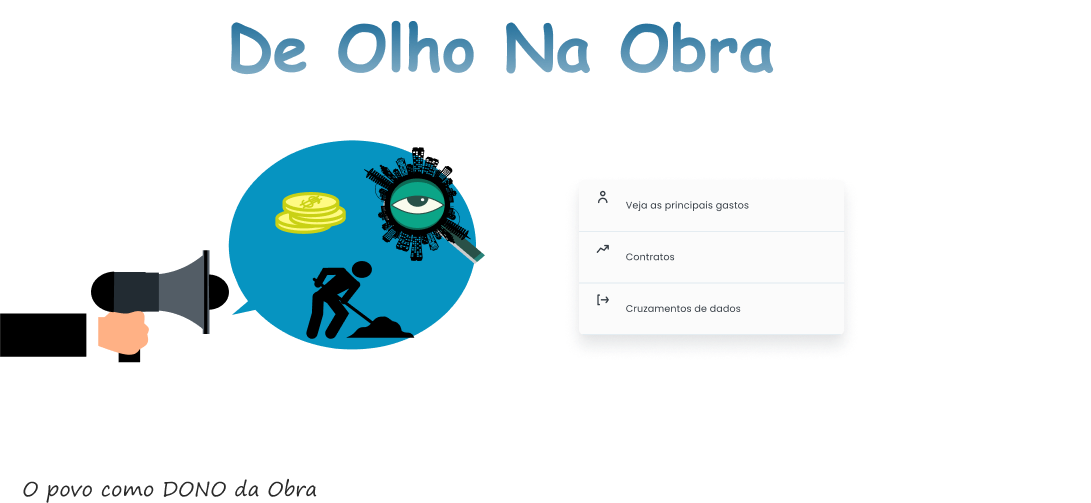 De Olho Na Obra
Veja as principais gastos
Contratos
Cruzamentos de dados
O povo como DONO da Obra